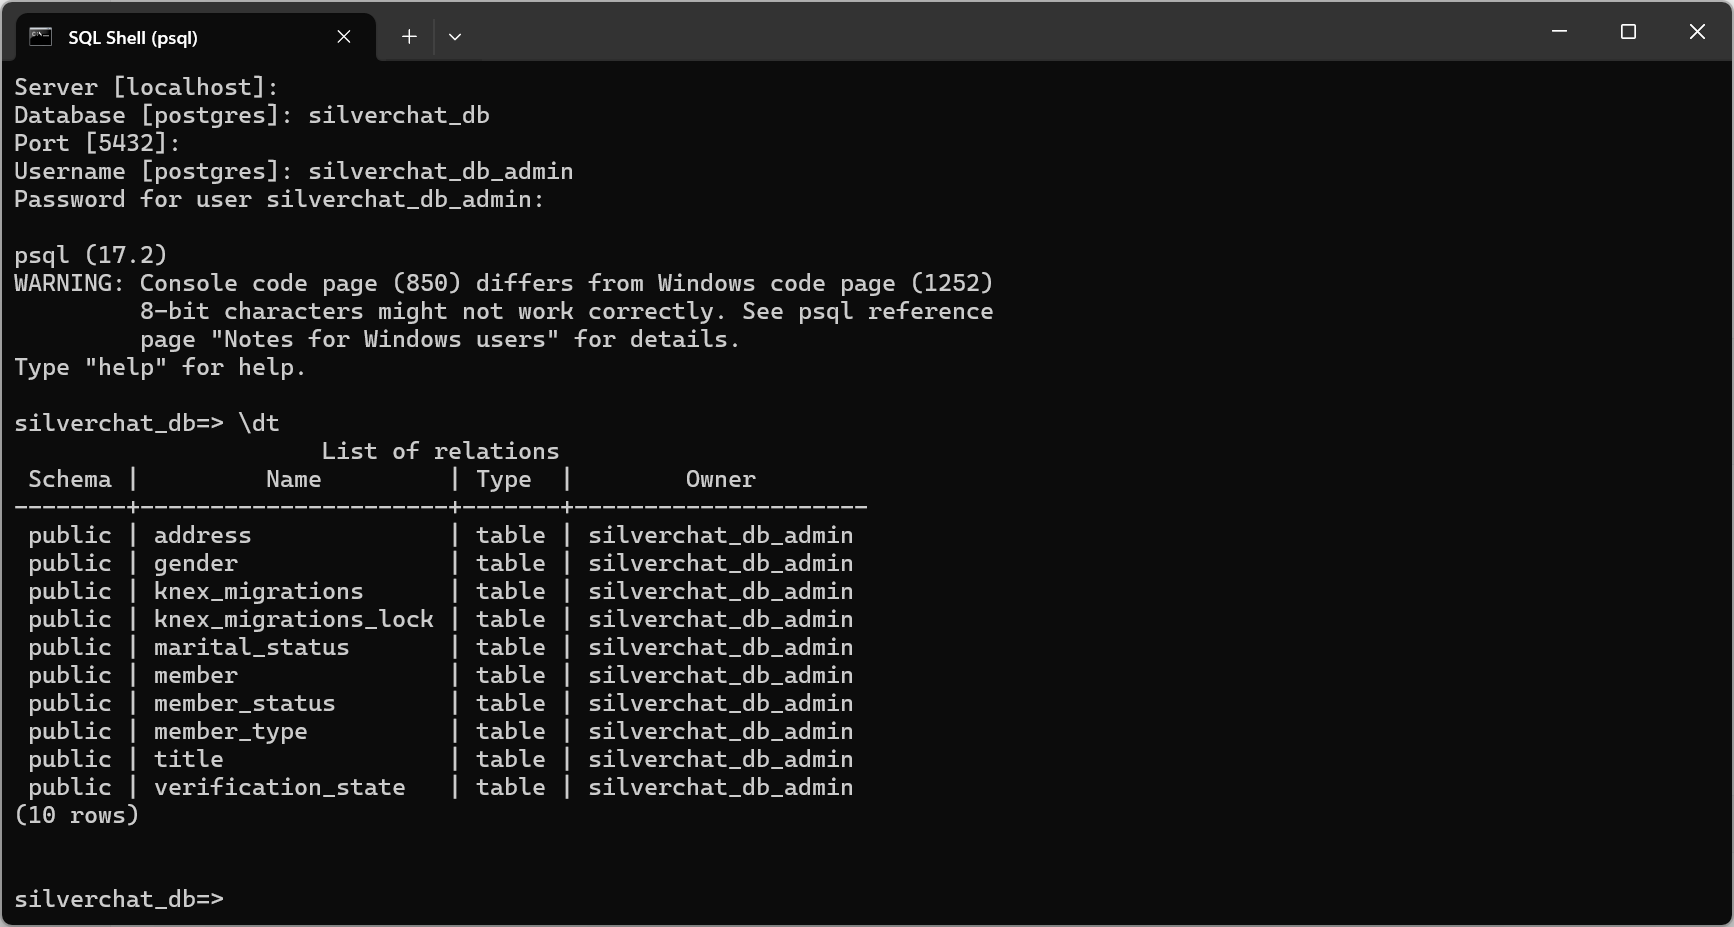 SQL Shell (psql)
Server [localhost]:
Database [postgres]: silverchat_db
Port [5432]:
Username [postgres]: silverchat_db_admin
Password for user silverchat_db_admin:

psql (17.2)
WARNING: Console code page (850) differs from Windows code page (1252)
         8-bit characters might not work correctly. See psql reference
         page "Notes for Windows users" for details.
Type "help" for help.

silverchat_db=> \dt
                      List of relations
 Schema |         Name         | Type  |        Owner
--------+----------------------+-------+---------------------
 public | address              | table | silverchat_db_admin
 public | gender               | table | silverchat_db_admin
 public | knex_migrations      | table | silverchat_db_admin
 public | knex_migrations_lock | table | silverchat_db_admin
 public | marital_status       | table | silverchat_db_admin
 public | member               | table | silverchat_db_admin
 public | member_status        | table | silverchat_db_admin
 public | member_type          | table | silverchat_db_admin
 public | title                | table | silverchat_db_admin
 public | verification_state   | table | silverchat_db_admin
(10 rows)


silverchat_db=>